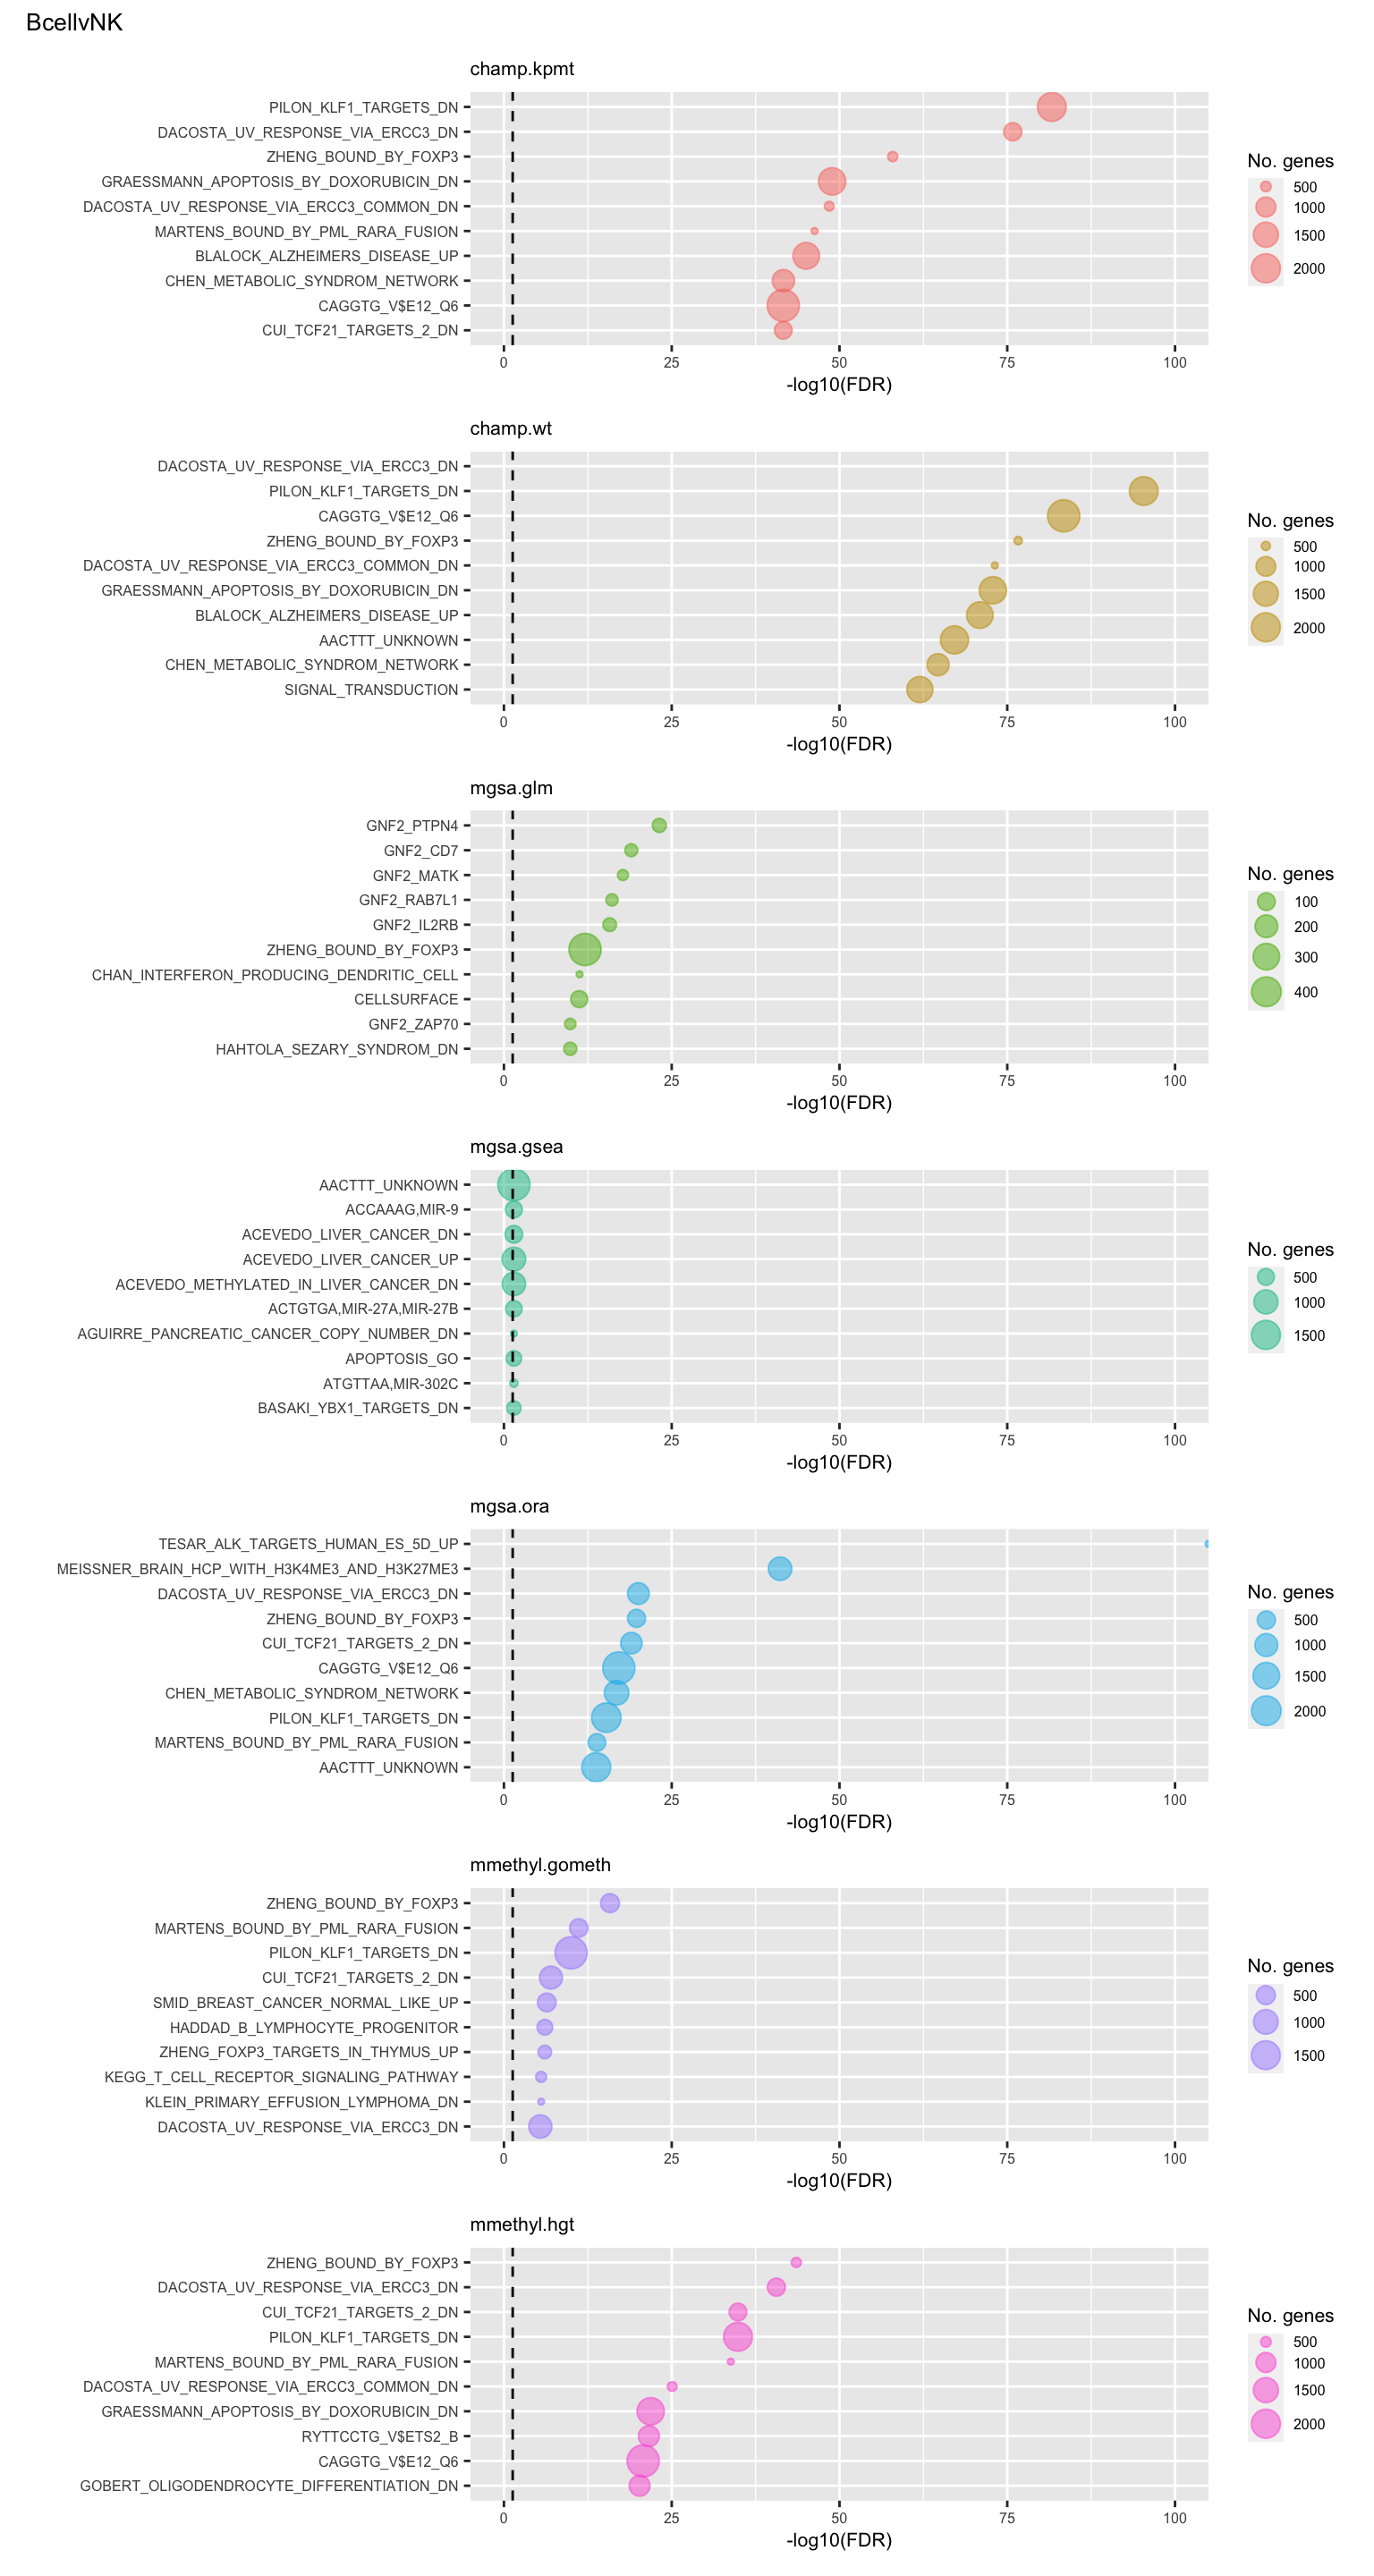 BcellvNK
champ.kpmt
PILON_KLF1_TARGETS_DN
DACOSTA_UV_RESPONSE_VIA_ERCC3_DN
ZHENG_BOUND_BY_FOXP3
GRAESSMANN_APOPTOSIS_BY_DOXORUBICIN_DN
DACOSTA_UV_RESPONSE_VIA_ERCC3_COMMON_DN
MARTENS_BOUND_BY_PML_RARA_FUSION
BLALOCK_ALZHEIMERS_DISEASE_UP
CHEN_METABOLIC_SYNDROM_NETWORK
CAGGTG_V$E12_Q6
CUI_TCF21_TARGETS_2_DN
0 25 50 75 100
-log10(FDR)
No. genes
500
1000
1500
2000
champ.wt
DACOSTA_UV_RESPONSE_VIA_ERCC3_DN
PILON_KLF1_TARGETS_DN
CAGGTG_V$E12_Q6
ZHENG_BOUND_BY_FOXP3
DACOSTA_UV_RESPONSE_VIA_ERCC3_COMMON_DN
GRAESSMANN_APOPTOSIS_BY_DOXORUBICIN_DN
BLALOCK_ALZHEIMERS_DISEASE_UP
AACTTT_UNKNOWN
CHEN_METABOLIC_SYNDROM_NETWORK
SIGNAL_TRANSDUCTION
0 25 50 75 100
-log10(FDR)
No. genes
500
1000
1500
2000
mgsa.glm
GNF2_PTPN4
GNF2_CD7
GNF2_MATK
GNF2_RAB7L1
GNF2_IL2RB
ZHENG_BOUND_BY_FOXP3
CHAN_INTERFERON_PRODUCING_DENDRITIC_CELL
CELLSURFACE
GNF2_ZAP70
HAHTOLA_SEZARY_SYNDROM_DN
0 25 50 75 100
-log10(FDR)
No. genes
100
200
300
400
mgsa.gsea
AACTTT_UNKNOWN
ACCAAAG,MIR-9
ACEVEDO_LIVER_CANCER_DN
ACEVEDO_LIVER_CANCER_UP
ACEVEDO_METHYLATED_IN_LIVER_CANCER_DN
ACTGTGA,MIR-27A,MIR-27B
AGUIRRE_PANCREATIC_CANCER_COPY_NUMBER_DN
APOPTOSIS_GO
ATGTTAA,MIR-302C
BASAKI_YBX1_TARGETS_DN
0 25 50 75 100
-log10(FDR)
No. genes
500
1000
1500
mgsa.ora
TESAR_ALK_TARGETS_HUMAN_ES_5D_UP
MEISSNER_BRAIN_HCP_WITH_H3K4ME3_AND_H3K27ME3
DACOSTA_UV_RESPONSE_VIA_ERCC3_DN
ZHENG_BOUND_BY_FOXP3
CUI_TCF21_TARGETS_2_DN
CAGGTG_V$E12_Q6
CHEN_METABOLIC_SYNDROM_NETWORK
PILON_KLF1_TARGETS_DN
MARTENS_BOUND_BY_PML_RARA_FUSION
AACTTT_UNKNOWN
0 25 50 75 100
-log10(FDR)
No. genes
500
1000
1500
2000
mmethyl.gometh
ZHENG_BOUND_BY_FOXP3
MARTENS_BOUND_BY_PML_RARA_FUSION
PILON_KLF1_TARGETS_DN
CUI_TCF21_TARGETS_2_DN
SMID_BREAST_CANCER_NORMAL_LIKE_UP
HADDAD_B_LYMPHOCYTE_PROGENITOR
ZHENG_FOXP3_TARGETS_IN_THYMUS_UP
KEGG_T_CELL_RECEPTOR_SIGNALING_PATHWAY
KLEIN_PRIMARY_EFFUSION_LYMPHOMA_DN
DACOSTA_UV_RESPONSE_VIA_ERCC3_DN
0 25 50 75 100
-log10(FDR)
No. genes
500
1000
1500
mmethyl.hgt
ZHENG_BOUND_BY_FOXP3
DACOSTA_UV_RESPONSE_VIA_ERCC3_DN
CUI_TCF21_TARGETS_2_DN
PILON_KLF1_TARGETS_DN
MARTENS_BOUND_BY_PML_RARA_FUSION
DACOSTA_UV_RESPONSE_VIA_ERCC3_COMMON_DN
GRAESSMANN_APOPTOSIS_BY_DOXORUBICIN_DN
RYTTCCTG_V$ETS2_B
CAGGTG_V$E12_Q6
GOBERT_OLIGODENDROCYTE_DIFFERENTIATION_DN
0 25 50 75 100
-log10(FDR)
No. genes
500
1000
1500
2000